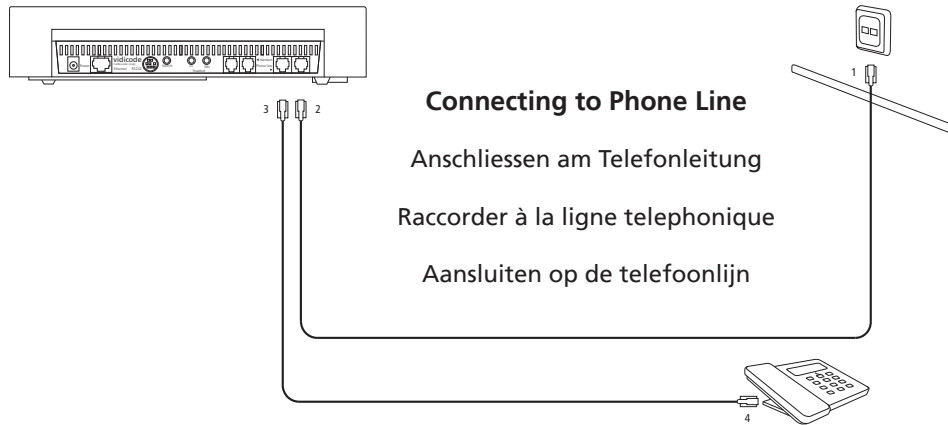 vidicode
Ethernet
1
3
2
Connecting to Phone Line
Anschliessen am Telefonleitung
Raccorder à la ligne telephonique
Aansluiten op de telefoonlijn
4